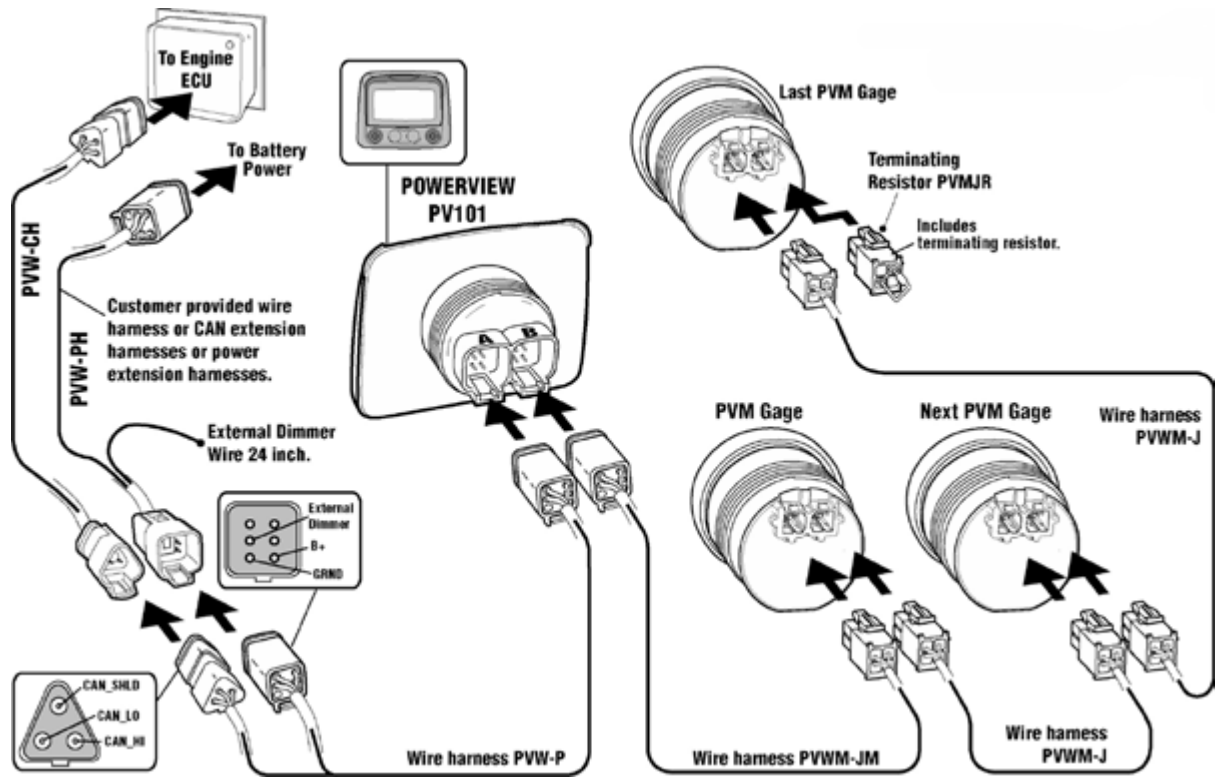 To Engine
ECU
To Battery
Power
POWERVIEW
PV101
Last PVM Gage
Terminating
Resistor PVMJR
Includes
terminating resistor.
PVW-CH
PVW-PH
Customer provided wire
harness or CAN extension
harnesses or power
extension harnesses.
A
B
External Dimmer
Wire 24 inch.
PVM Gage
Next PVM Gage
Wire harness
PVWM-J
External
Dimmer
B+
GRND
CAN_SHLD
CAN_LO
CAN_HI
Wire harness PVW-P
Wire harness PVWM-JM
Wire harness
PVWM-J